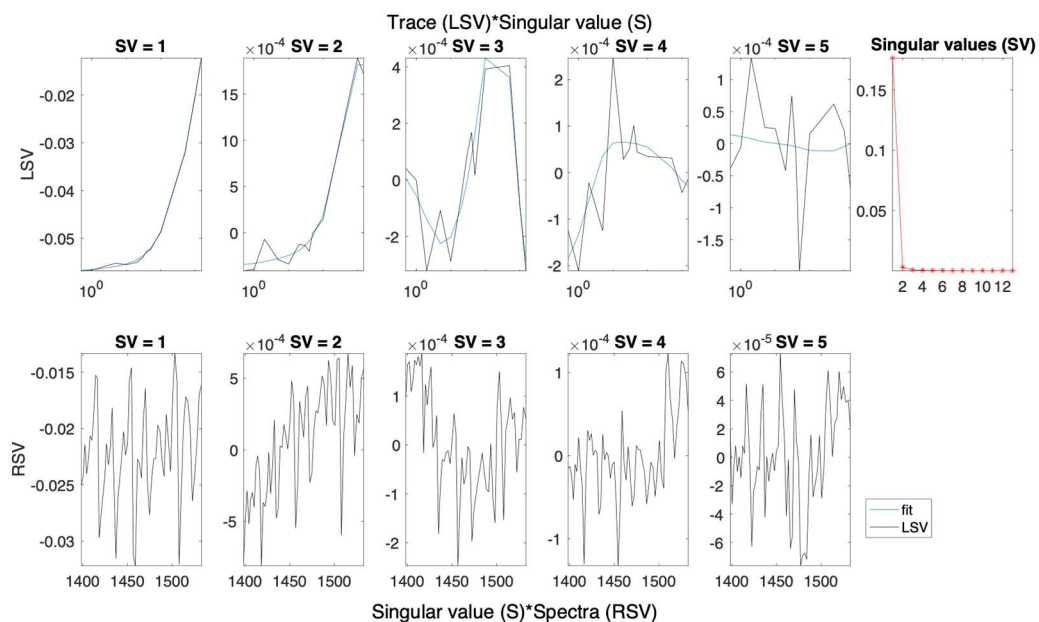 Trace (LSV)*Singular value (S)
SV = 1
×10⁻⁴ SV = 2
×10⁻⁴ SV = 3
×10⁻⁴ SV = 4
×10⁻⁴ SV = 5
Singular values (SV)
LSV
-0.02
-0.03
-0.04
-0.05
10⁰
15
10
5
0
10⁰
4
2
0
-2
10⁰
2
1
0
-1
-2
10⁰
1
0.5
0
-0.5
-1
-1.5
10⁰
0.15
0.1
0.05
2 4 6 8 10 12
SV = 1
×10⁻⁴ SV = 2
×10⁻⁴ SV = 3
×10⁻⁴ SV = 4
×10⁻⁵ SV = 5
RSV
-0.015
-0.02
-0.025
-0.03
1400 1450 1500
5
0
-5
1400 1450 1500
1
0
-1
-2
1400 1450 1500
1
0
-1
1400 1450 1500
6
4
2
0
-2
-4
-6
1400 1450 1500
fit
LSV
Singular value (S)*Spectra (RSV)